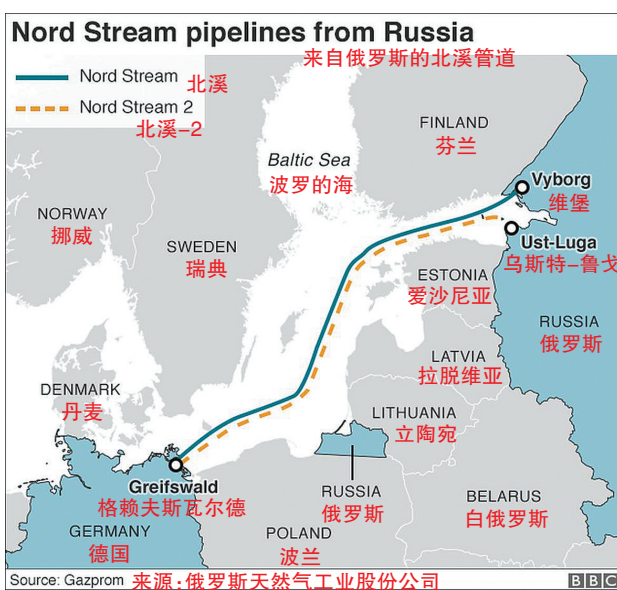 Nord Stream pipelines from Russia
来自俄罗斯的北溪管道
Nord Stream 北溪
Nord Stream 2
北溪-2
FINLAND
芬兰
Baltic Sea
波罗的海
Vyborg
维堡
NORWAY
挪威
SWEDEN
瑞典
Ust-Luga
乌斯特-鲁戈
ESTONIA
爱沙尼亚
RUSSIA
俄罗斯
LATVIA
拉脱维亚
DENMARK
丹麦
LITHUANIA
立陶宛
Greifswald
格赖夫斯瓦尔德
RUSSIA
俄罗斯
BELARUS
白俄罗斯
GERMANY
德国
POLAND
波兰
Source: Gazprom 来源:俄罗斯天然气工业股份公司
BBC